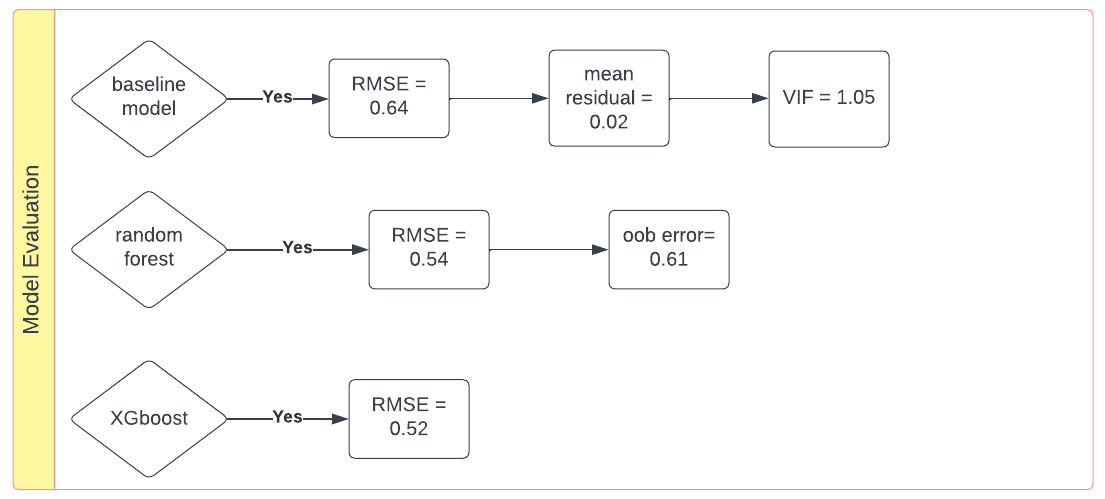 Model Evaluation
baseline
model
Yes
RMSE =
0.64
mean
residual =
0.02
VIF = 1.05
random
forest
Yes
RMSE =
0.54
oob error=
0.61
XGboost
Yes
RMSE =
0.52